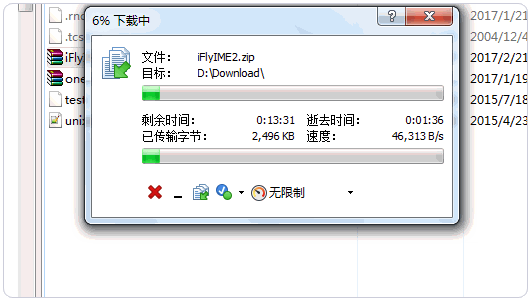 6% 下载中
.rn
2017/1/21
.tcs
2004/12/4
iFly
2017/2/21
one
2017/1/19
test
2015/7/18
unix
2015/4/23
文件: iFlyIME2.zip
目标: D:\Download\
剩余时间: 0:13:31 逝去时间: 0:01:36
已传输字节: 2,496 KB 速度: 46,313 B/s
无限制